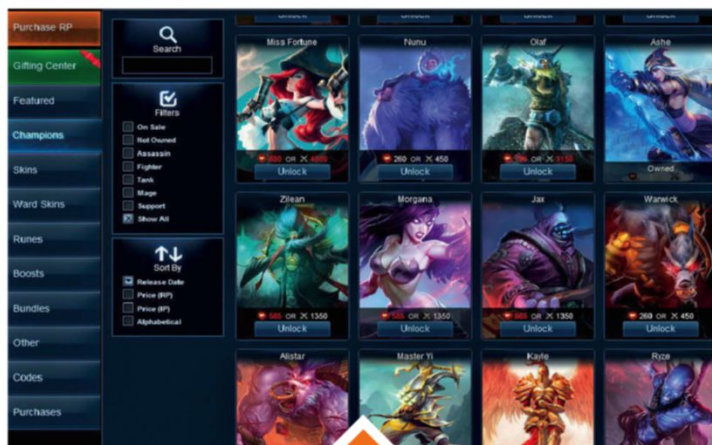 Purchase RP
Gifting Center
Featured
Champions
Skins
Ward Skins
Runes
Boosts
Bundles
Other
Codes
Purchases
Search
Filters
On Sale
Not Owned
Assassin
Fighter
Tank
Mage
Support
Show All
Sort By
Release Date
Price (RP)
Price (IP)
Alphabetical
Miss Fortune
Nunu
Olaf
Ashe
OR
260 OR 450
OR 3150
Owned
Unlock
Unlock
Unlock
Zilean
Morgana
Jax
Warwick
585 OR 1350
585 OR 1350
OR 1350
260 OR 450
Unlock
Unlock
Unlock
Unlock
Alistar
Master Yi
Kayle
Ryze